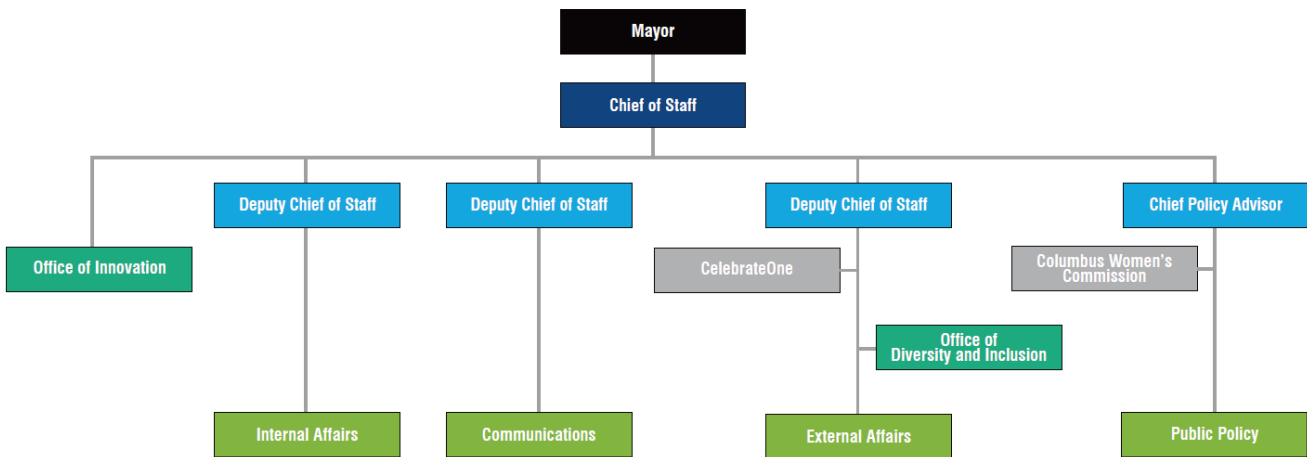 Mayor
Chief of Staff
Deputy Chief of Staff
Deputy Chief of Staff
Deputy Chief of Staff
Chief Policy Advisor
Office of Innovation
CelebrateOne
Columbus Women's
Commission
Office of
Diversity and Inclusion
Internal Affairs
Communications
External Affairs
Public Policy